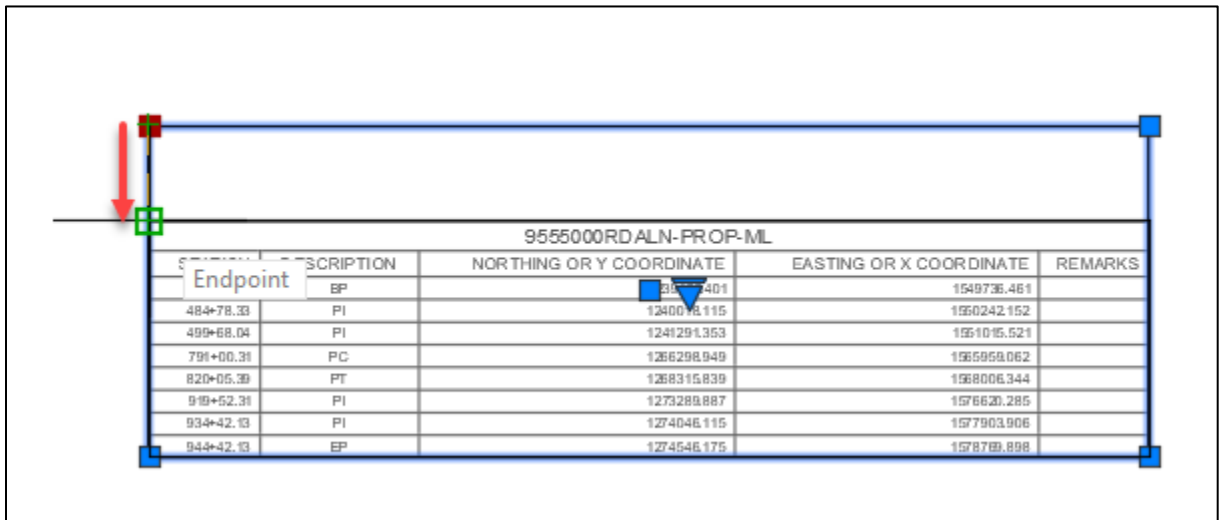 9555000RDALN-PROP-ML
NORTHING OR Y COORDINATE EASTING OR X COORDINATE REMARKS
Endpoint
BP 1549736.461
484+78.33 PI 1240018.115 1550242.152
499+68.04 PI 1241291.353 1551015.521
791+00.31 PC 1266298.949 1565959.062
820+05.39 PT 1268315.839 1568006.344
919+52.31 PI 1273289.887 1576620.285
934+42.13 PI 1274046.115 1577903.906
944+42.13 EP 1274546.175 1578769.898